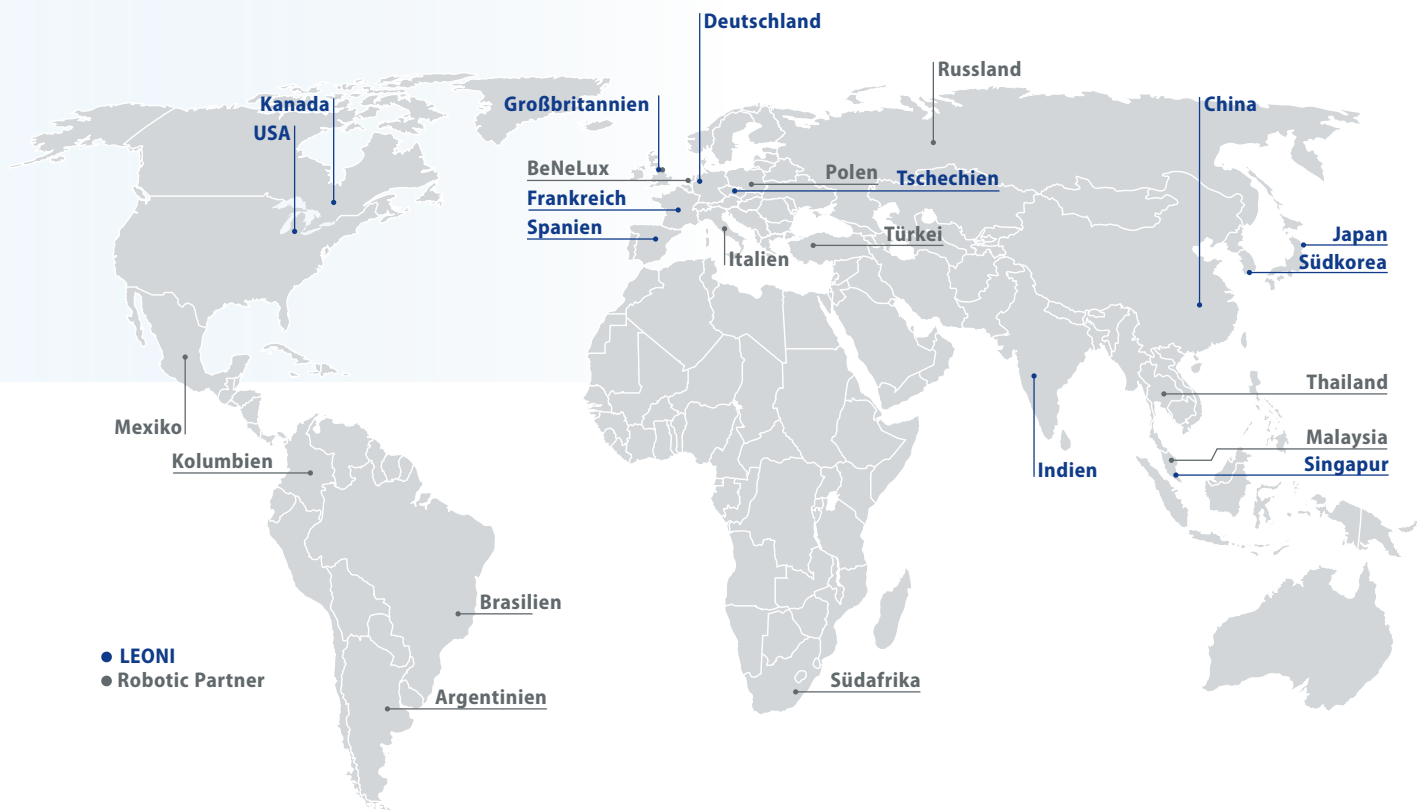 Deutschland
Russland
Kanada
Großbritannien
China
USA
BeNeLux
Polen
Tschechien
Frankreich
Spanien
Türkei
Japan
Italien
Südkorea
Thailand
Mexiko
Malaysia
Kolumbien
Singapur
Indien
Brasilien
LEONI
Robotic Partner
Südafrika
Argentinien